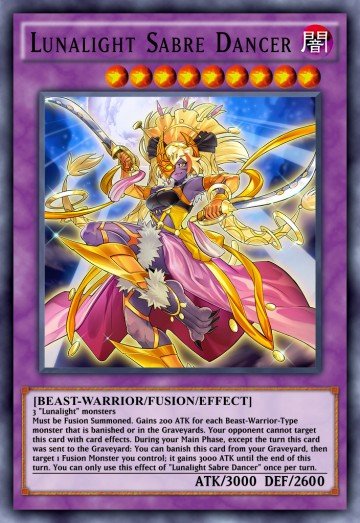 LUNALIGHT SABRE DANCER 闇
[BEAST-WARRIOR/FUSION/EFFECT]
3 "Lunalight" monsters
Must be Fusion Summoned. Gains 200 ATK for each Beast-Warrior-Type
monster that is banished or in the Graveyards. Your opponent cannot target
this card with card effects. During your Main Phase, except the turn this card
was sent to the Graveyard: You can banish this card from your Graveyard, then
target 1 Fusion Monster you control; it gains 3000 ATK until the end of this
turn. You can only use this effect of "Lunalight Sabre Dancer" once per turn.
ATK/3000 DEF/2600